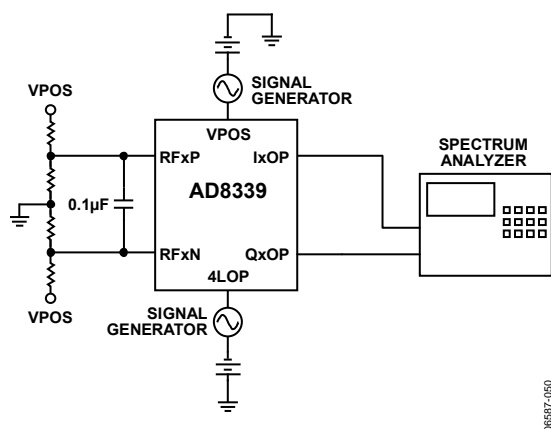 SIGNAL
GENERATOR
VPOS
VPOS
RFxP
IxOP
SPECTRUM
ANALYZER
AD8339
0.1µF
RFxN
QxOP
4LOP
VPOS
SIGNAL
GENERATOR
06587-050